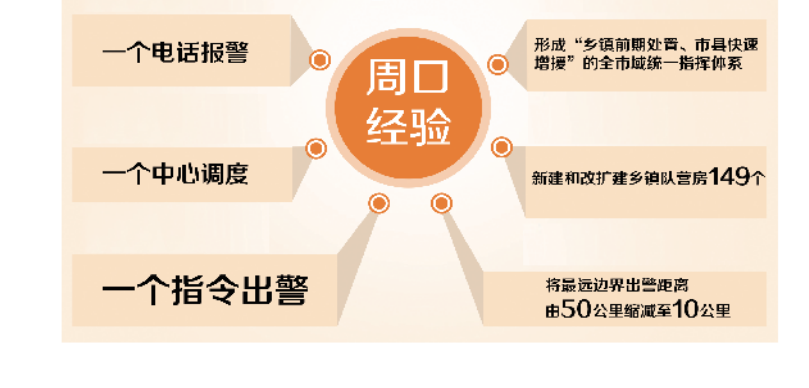 一个电话报警
形成“乡镇前期处置、市县快速
增援”的全市域统一指挥体系
周口
经验
一个中心调度
新建和改扩建乡镇队营房149个
一个指令出警
将最远边界出警距离
由50公里缩减至10公里